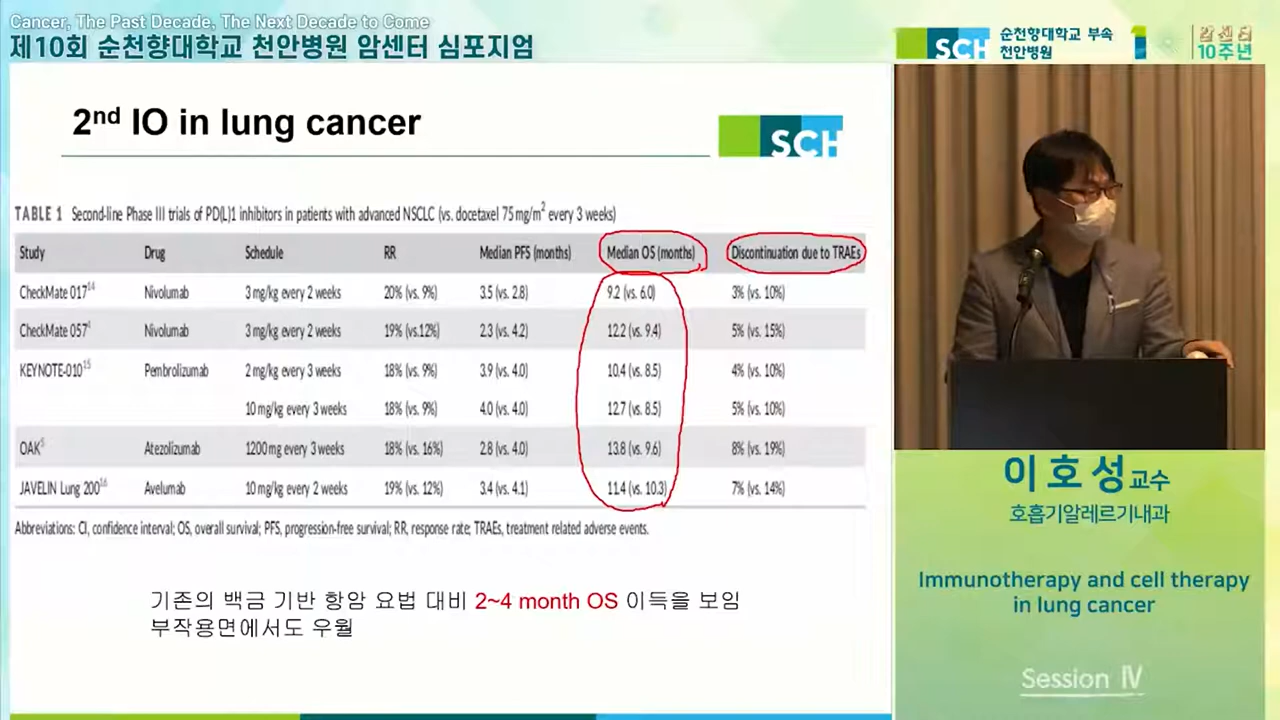 Cancer, The Past Decade, The Next Decade to Come
제10회 순천향대학교 천안병원 암센터 심포지엄
SCH
순천향대학교 부속
천안병원
암센터
10주년
2nd IO in lung cancer
SCH
TABLE 1 Second-line Phase III trials of PD(L)1 inhibitors in patients with advanced NSCLC (vs. docetaxel 75 mg/m2 every 3 weeks)
Study Drug Schedule RR Median PFS (months) Median OS (months) Discontinuation due to TRAEs
CheckMate 017 Nivolumab 3 mg/kg every 2 weeks 20% (vs. 9%) 3.5 (vs. 2.8) 9.2 (vs. 6.0) 3% (vs. 10%)
CheckMate 057 Nivolumab 3 mg/kg every 2 weeks 19% (vs.12%) 2.3 (vs. 4.2) 12.2 (vs. 9.4) 5% (vs. 15%)
KEYNOTE-010 Pembrolizumab 2 mg/kg every 3 weeks 18% (vs. 9%) 3.9 (vs. 4.0) 10.4 (vs. 8.5) 4% (vs. 10%)
10 mg/kg every 3 weeks 18% (vs. 9%) 4.0 (vs. 4.0) 12.7 (vs. 8.5) 5% (vs. 10%)
OAK Atezolizumab 1200 mg every 3 weeks 18% (vs. 16%) 2.8 (vs. 4.0) 13.8 (vs. 9.6) 8% (vs. 19%)
JAVELIN Lung 200 Avelumab 10 mg/kg every 2 weeks 19% (vs. 12%) 3.4 (vs. 4.1) 11.4 (vs. 10.3) 7% (vs. 14%)
Abbreviations: CI, confidence interval; OS, overall survival; PFS, progression-free survival; RR, response rate; TRAEs, treatment related adverse events.
기존의 백금 기반 항암 요법 대비 2~4 month OS 이득을 보임
부작용면에서도 우월
이호성 교수
호흡기알레르기내과
Immunotherapy and cell therapy
in lung cancer
Session Ⅳ